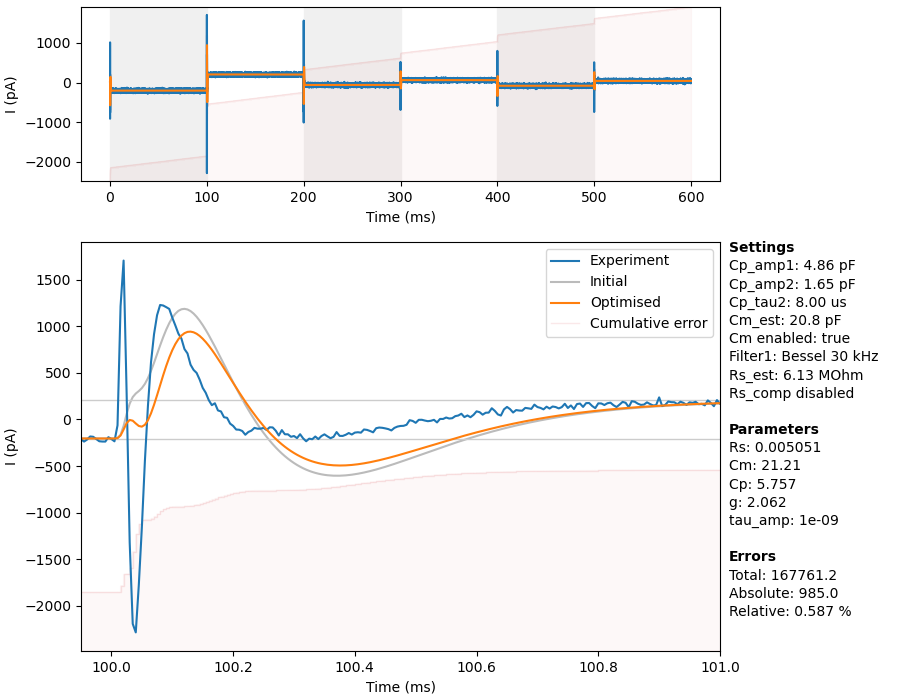 I (pA)
1000
0
−1000
−2000
0
100
200
300
400
500
600
Time (ms)
I (pA)
1500
1000
500
0
−500
−1000
−1500
−2000
Experiment
Initial
Optimised
Cumulative error
100.0
100.2
100.4
100.6
100.8
101.0
Time (ms)
Settings
Cp_amp1: 4.86 pF
Cp_amp2: 1.65 pF
Cp_tau2: 8.00 us
Cm_est: 20.8 pF
Cm enabled: true
Filter1: Bessel 30 kHz
Rs_est: 6.13 MOhm
Rs_comp disabled
Parameters
Rs: 0.005051
Cm: 21.21
Cp: 5.757
g: 2.062
tau_amp: 1e-09
Errors
Total: 167761.2
Absolute: 985.0
Relative: 0.587 %